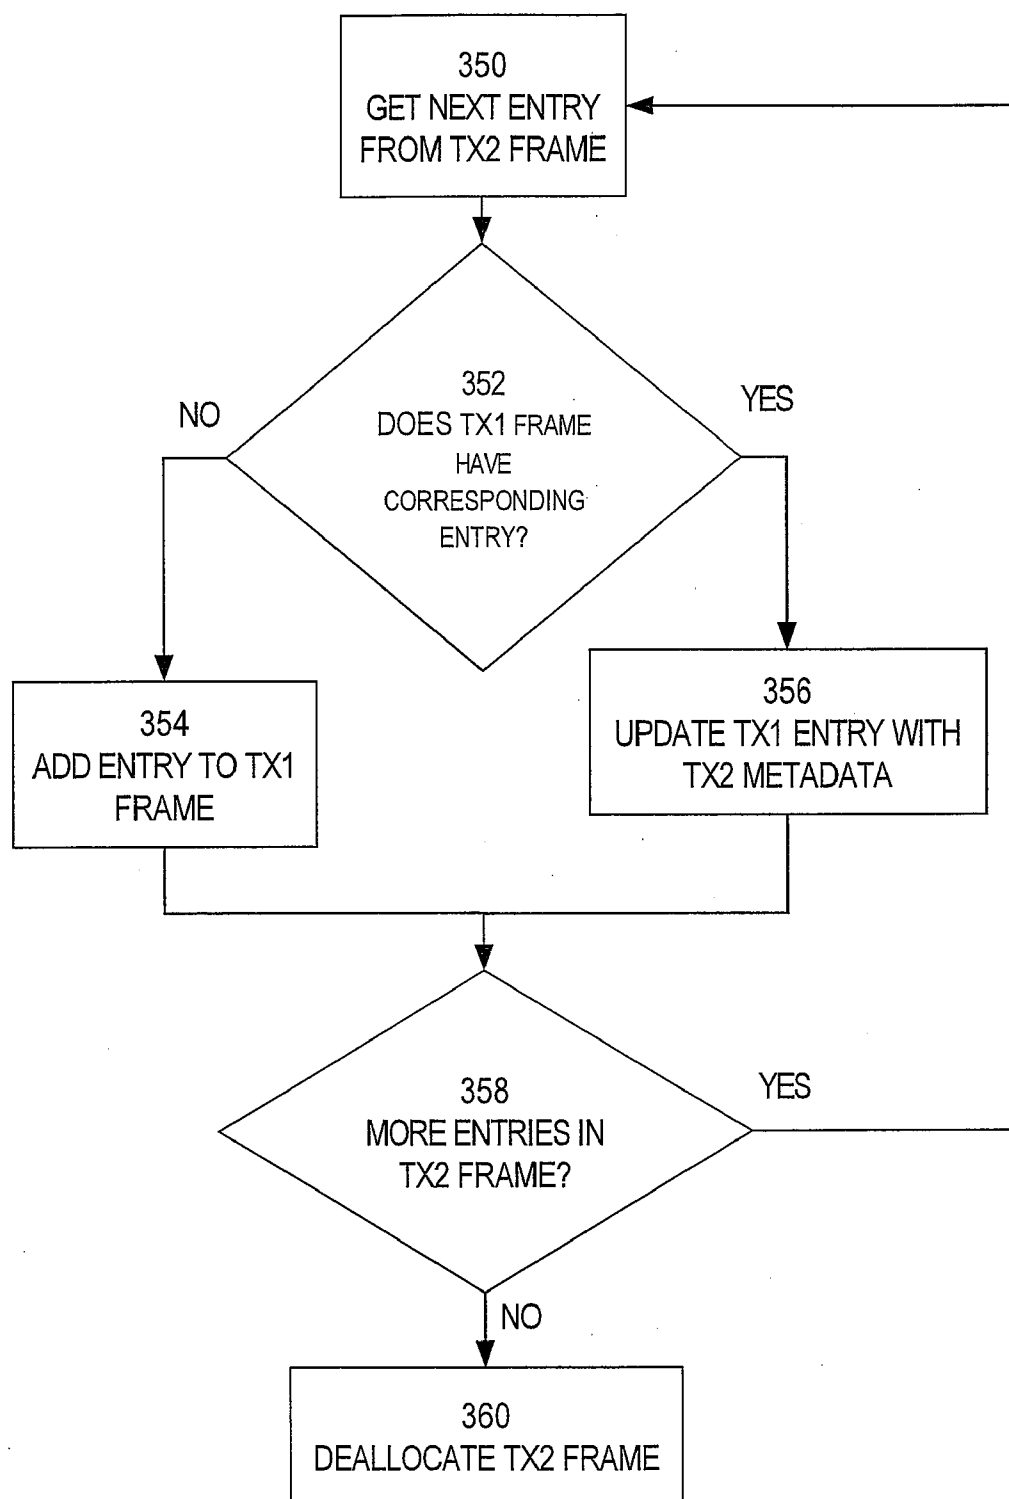 350
GET NEXT ENTRY
FROM TX2 FRAME
352
DOES TX1 FRAME
HAVE
CORRESPONDING
ENTRY?
NO
YES
354
ADD ENTRY TO TX1
FRAME
356
UPDATE TX1 ENTRY WITH
TX2 METADATA
358
MORE ENTRIES IN
TX2 FRAME?
YES
NO
360
DEALLOCATE TX2 FRAME